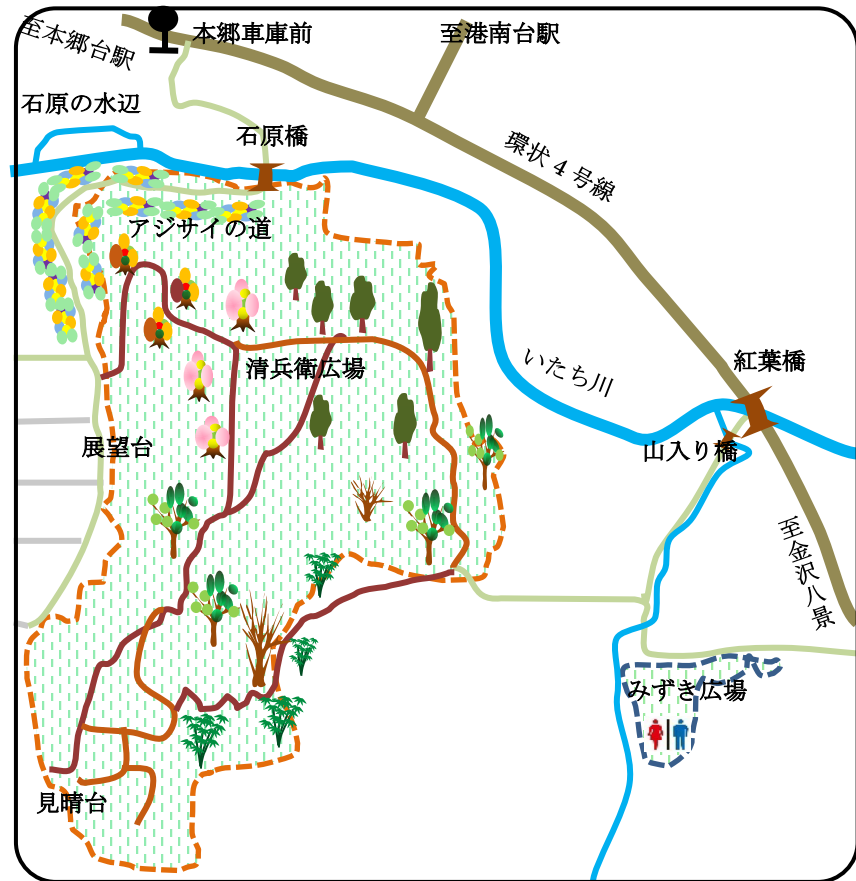 至本郷台駅
本郷車庫前
至港南台駅
石原の水辺
石原橋
環状 4 号線
アジサイの道
清兵衛広場
いたち川
紅葉橋
展望台
山入り橋
至金沢八景
みずき広場
見晴台